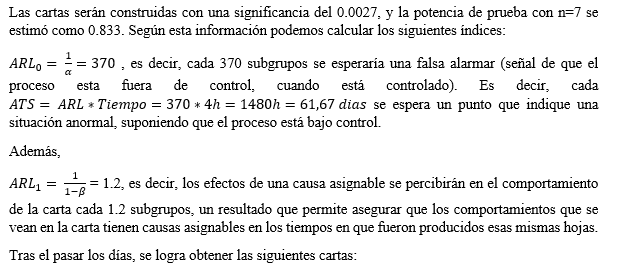 Las cartas serán construidas con una significancia del 0.0027, y la potencia de prueba con n=7 se
estimó como 0.833. Según esta información podemos calcular los siguientes índices:
ARL₀ = 1/α = 370 , es decir, cada 370 subgrupos se esperaría una falsa alarmar (señal de que el
proceso esta fuera de control, cuando está controlado). Es decir, cada
ATS = ARL ∗ Tiempo = 370 ∗ 4h = 1480h = 61,67 dias se espera un punto que indique una
situación anormal, suponiendo que el proceso está bajo control.
Además,
ARL₁ = 1/(1−β) = 1.2, es decir, los efectos de una causa asignable se percibirán en el comportamiento
de la carta cada 1.2 subgrupos, un resultado que permite asegurar que los comportamientos que se
vean en la carta tienen causas asignables en los tiempos en que fueron producidos esas mismas hojas.
Tras el pasar los días, se logra obtener las siguientes cartas: